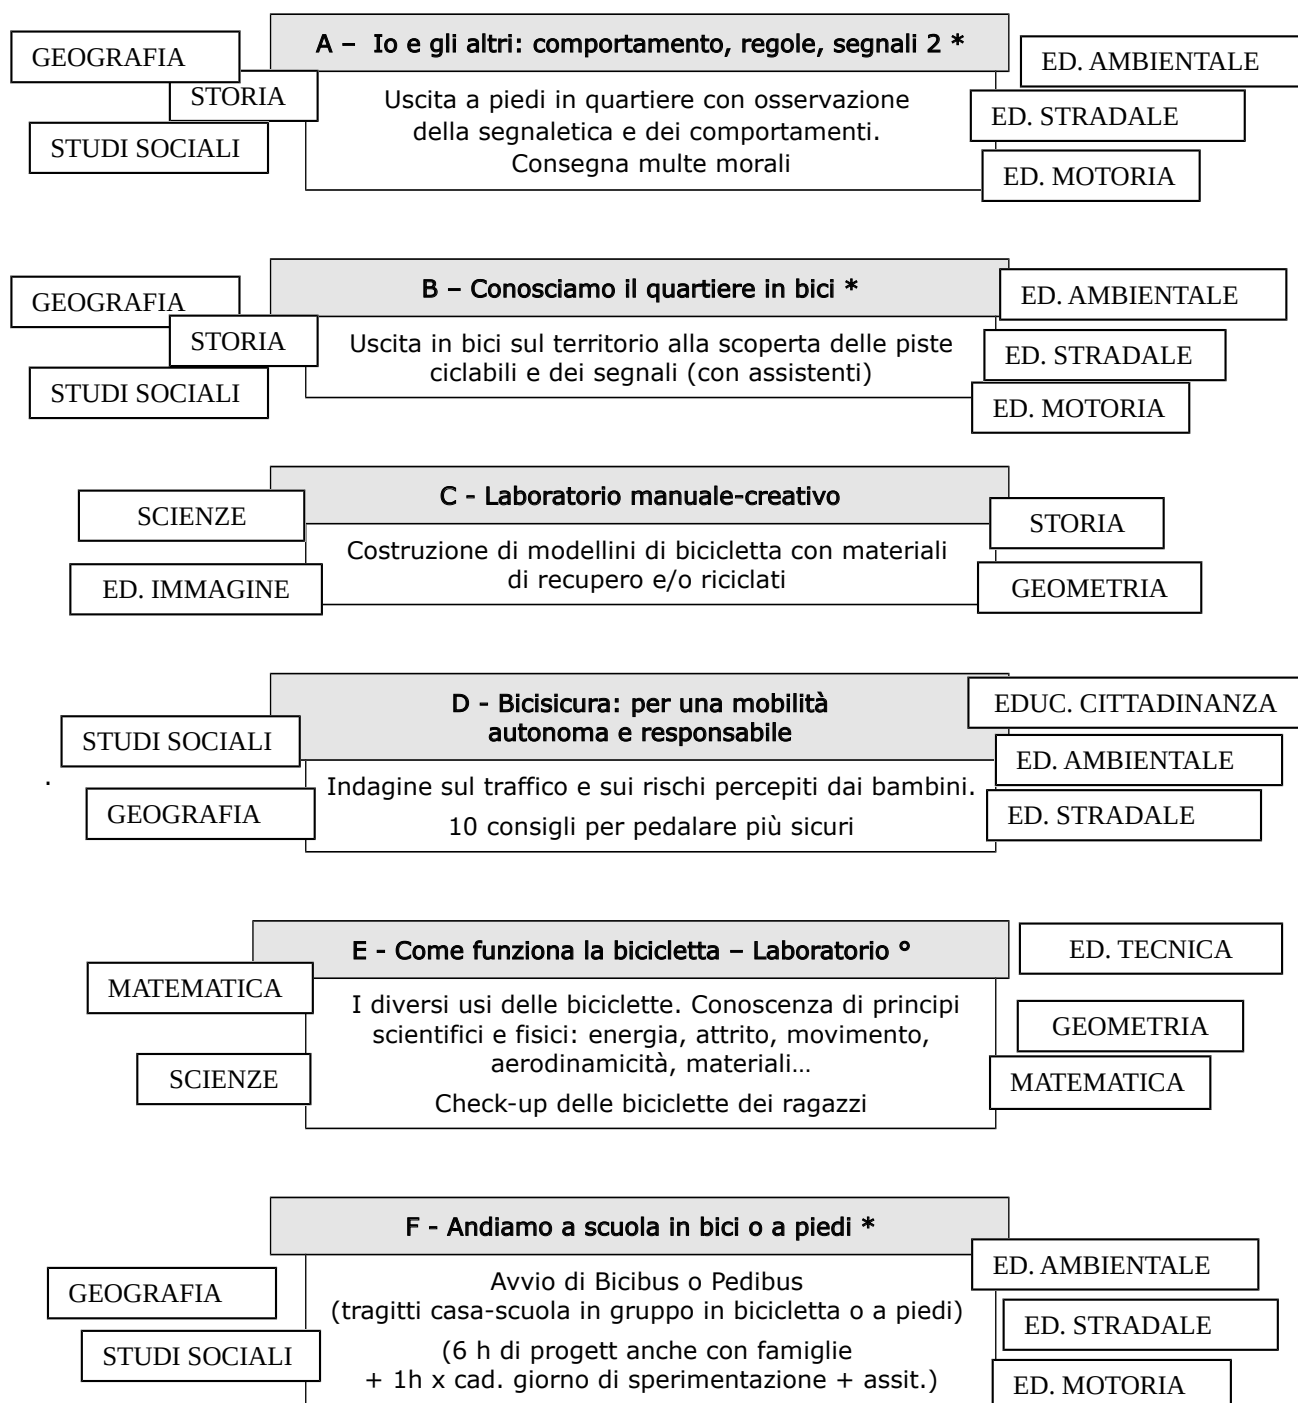 A – Io e gli altri: comportamento, regole, segnali 2 *
GEOGRAFIA
STORIA
STUDI SOCIALI
Uscita a piedi in quartiere con osservazione
della segnaletica e dei comportamenti.
Consegna multe morali
ED. AMBIENTALE
ED. STRADALE
ED. MOTORIA
B – Conosciamo il quartiere in bici *
GEOGRAFIA
STORIA
STUDI SOCIALI
Uscita in bici sul territorio alla scoperta delle piste
ciclabili e dei segnali (con assistenti)
ED. AMBIENTALE
ED. STRADALE
ED. MOTORIA
C - Laboratorio manuale-creativo
SCIENZE
ED. IMMAGINE
Costruzione di modellini di bicicletta con materiali
di recupero e/o riciclati
STORIA
GEOMETRIA
D - Bicisicura: per una mobilità
autonoma e responsabile
STUDI SOCIALI
.
GEOGRAFIA
Indagine sul traffico e sui rischi percepiti dai bambini.
10 consigli per pedalare più sicuri
EDUC. CITTADINANZA
ED. AMBIENTALE
ED. STRADALE
E - Come funziona la bicicletta – Laboratorio °
MATEMATICA
SCIENZE
I diversi usi delle biciclette. Conoscenza di principi
scientifici e fisici: energia, attrito, movimento,
aerodinamicità, materiali…
Check-up delle biciclette dei ragazzi
ED. TECNICA
GEOMETRIA
MATEMATICA
F - Andiamo a scuola in bici o a piedi *
GEOGRAFIA
STUDI SOCIALI
Avvio di Bicibus o Pedibus
(tragitti casa-scuola in gruppo in bicicletta o a piedi)
(6 h di progett anche con famiglie
+ 1h x cad. giorno di sperimentazione + assit.)
ED. AMBIENTALE
ED. STRADALE
ED. MOTORIA